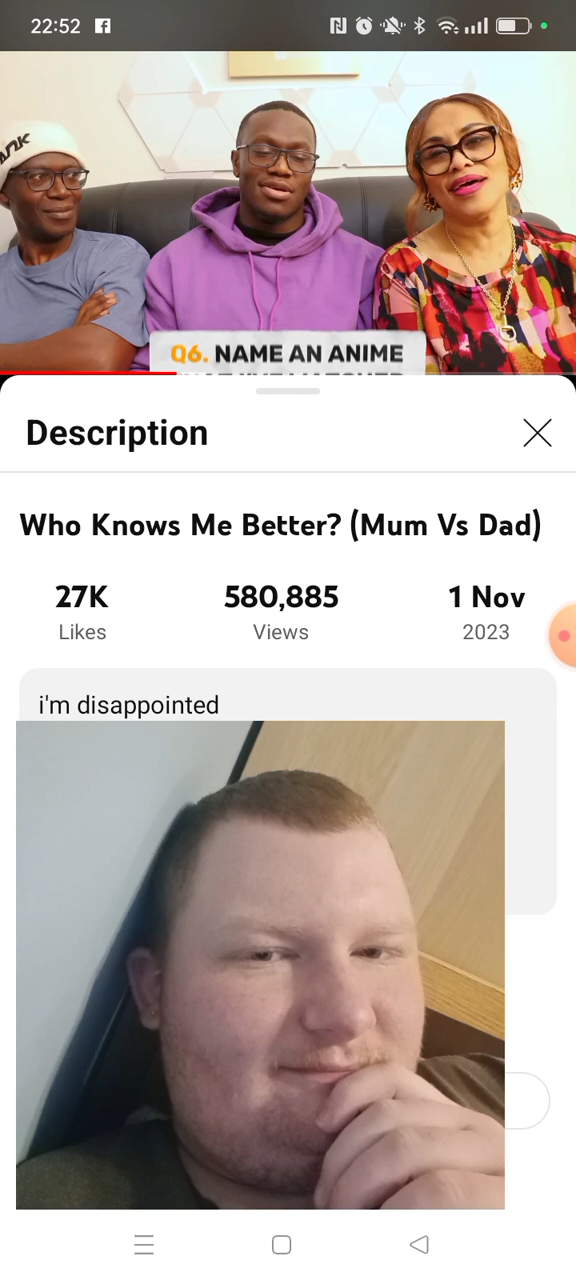 22:52
ANK
Q6. NAME AN ANIME
Description
Who Knows Me Better? (Mum Vs Dad)
27K 580,885 1 Nov
Likes Views 2023
i'm disappointed